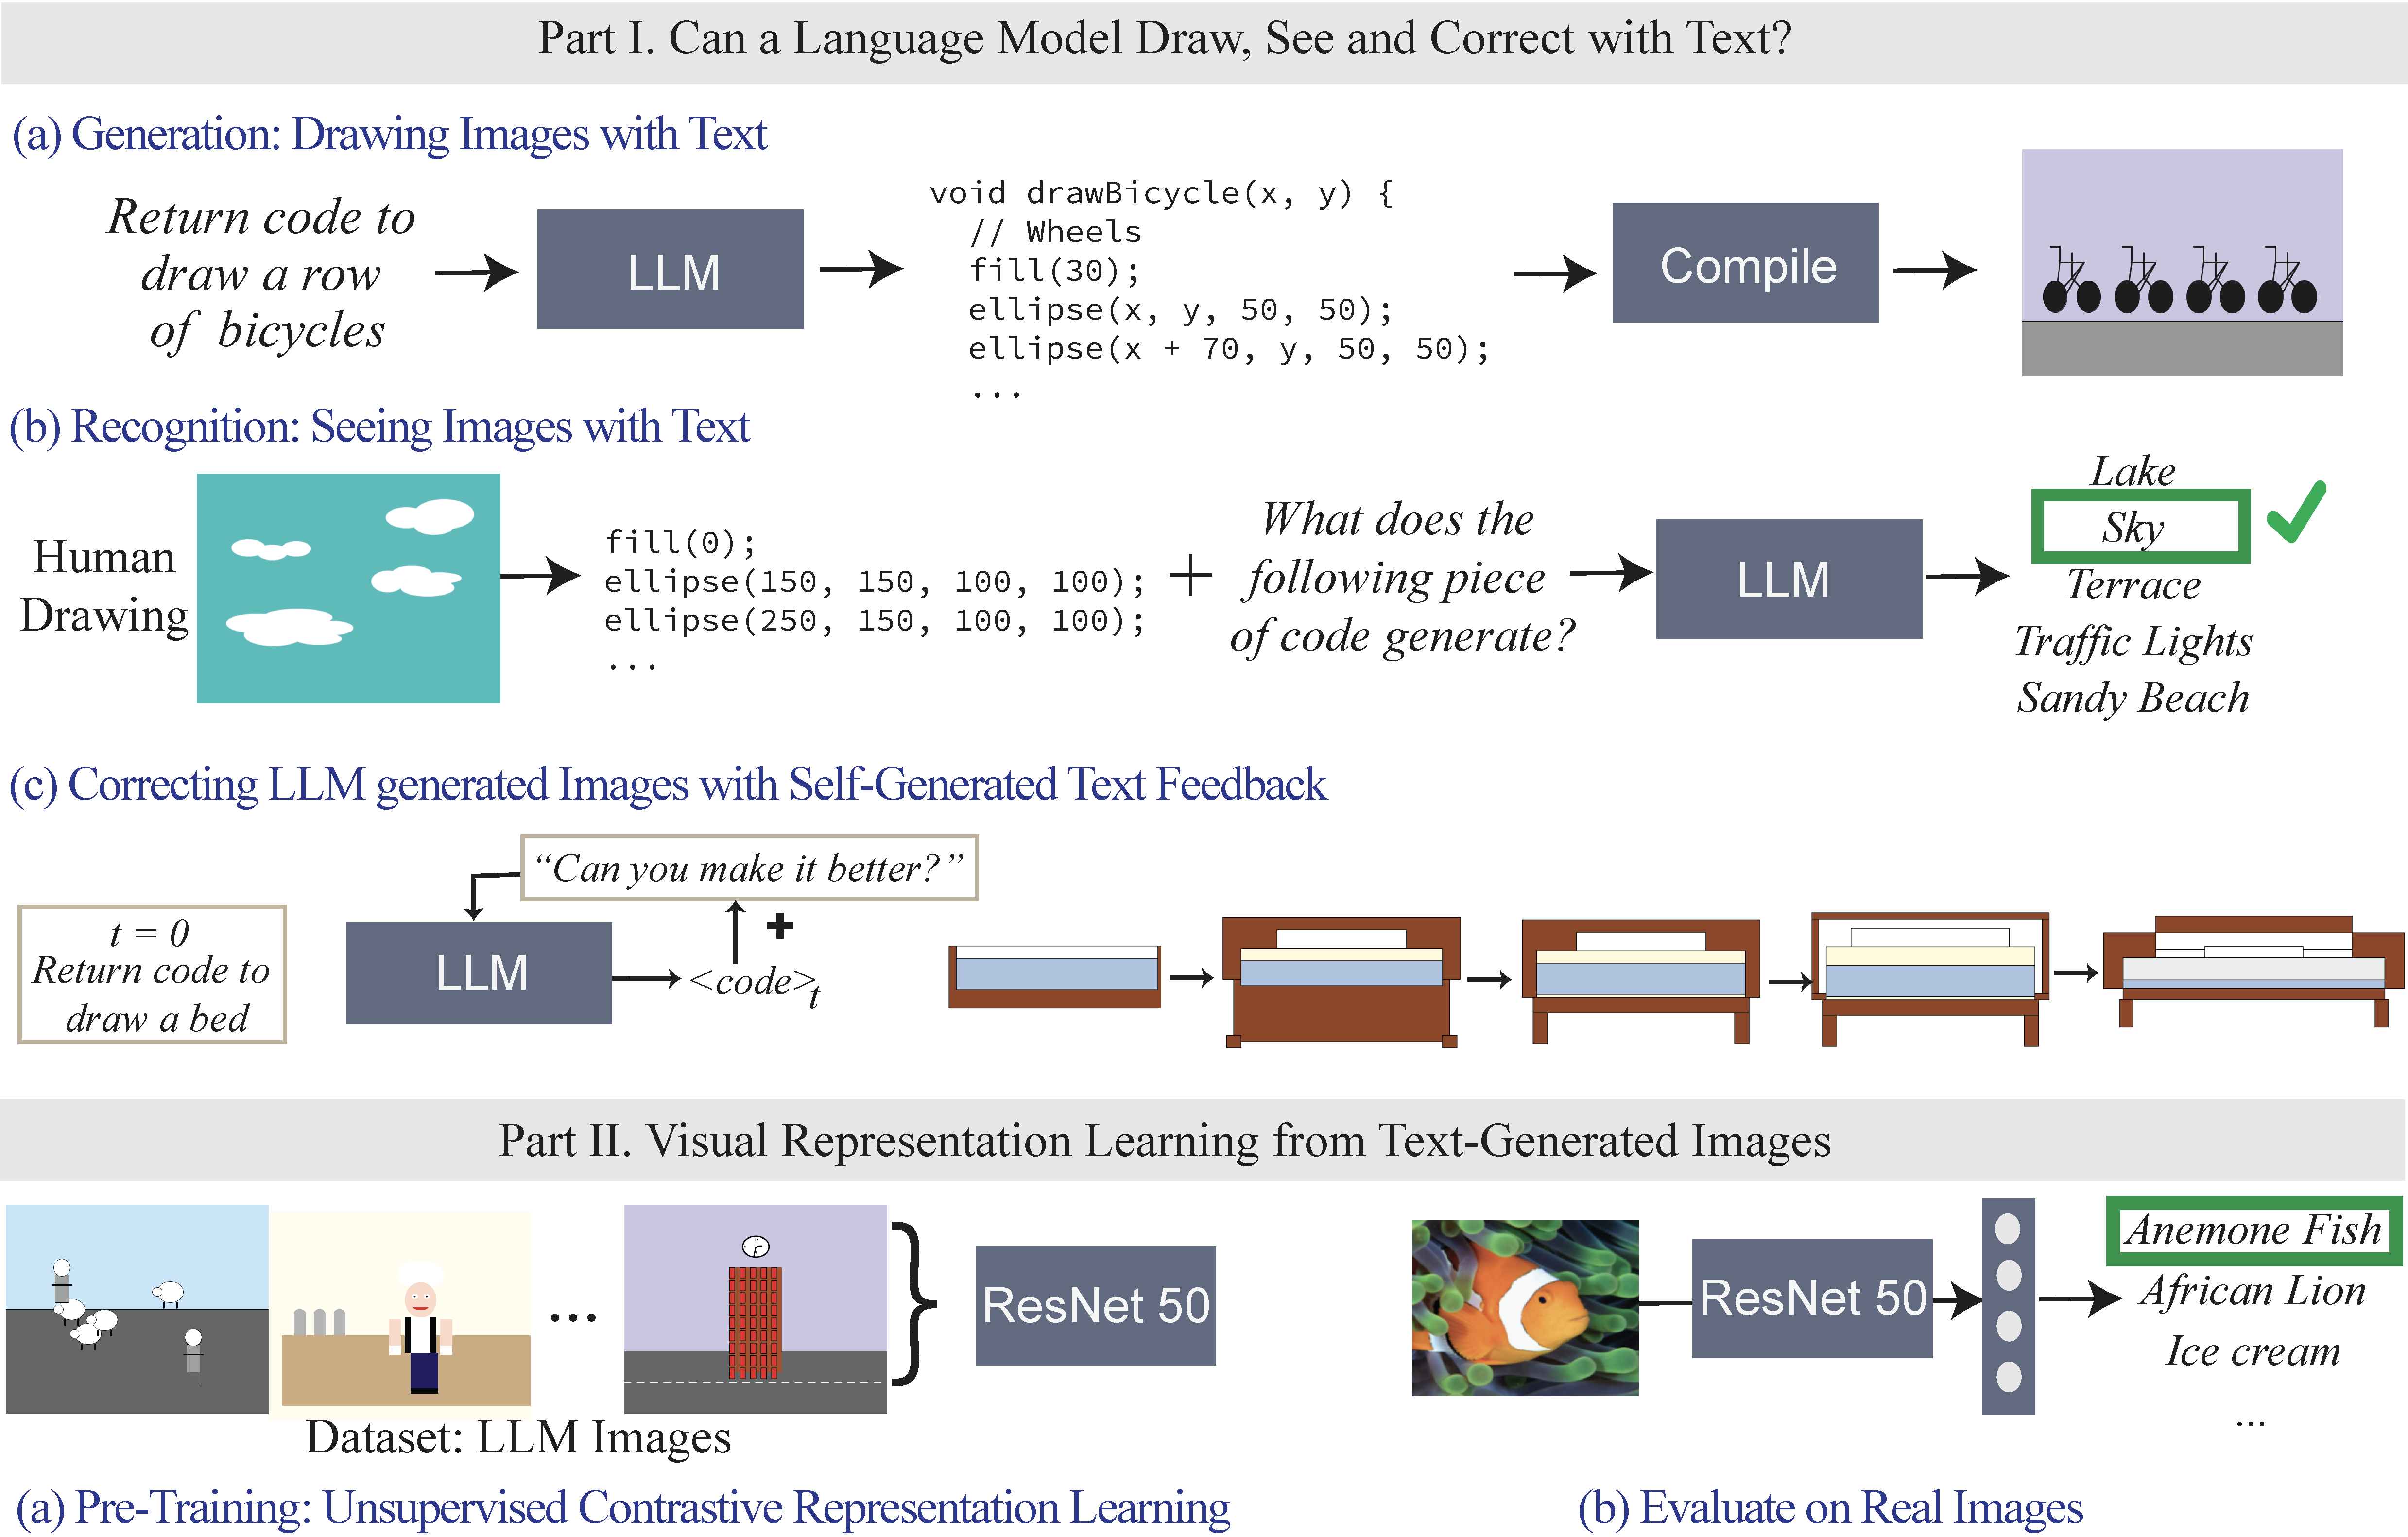 Part I. Can a Language Model Draw, See and Correct with Text?
(a) Generation: Drawing Images with Text
Return code to
draw a row
of bicycles
LLM
void drawBicycle(x, y) {
// Wheels
fill(30);
ellipse(x, y, 50, 50);
ellipse(x + 70, y, 50, 50);
...
Compile
(b) Recognition: Seeing Images with Text
Human
Drawing
fill(0);
ellipse(150, 150, 100, 100);
ellipse(250, 150, 100, 100);
...
+
What does the
following piece
of code generate?
LLM
Lake
Sky
Terrace
Traffic Lights
Sandy Beach
(c) Correcting LLM generated Images with Self-Generated Text Feedback
t = 0
Return code to
draw a bed
LLM
“Can you make it better?”
+
<code>t
Part II. Visual Representation Learning from Text-Generated Images
...
Dataset: LLM Images
ResNet 50
(a) Pre-Training: Unsupervised Contrastive Representation Learning
ResNet 50
Anemone Fish
African Lion
Ice cream
...
(b) Evaluate on Real Images